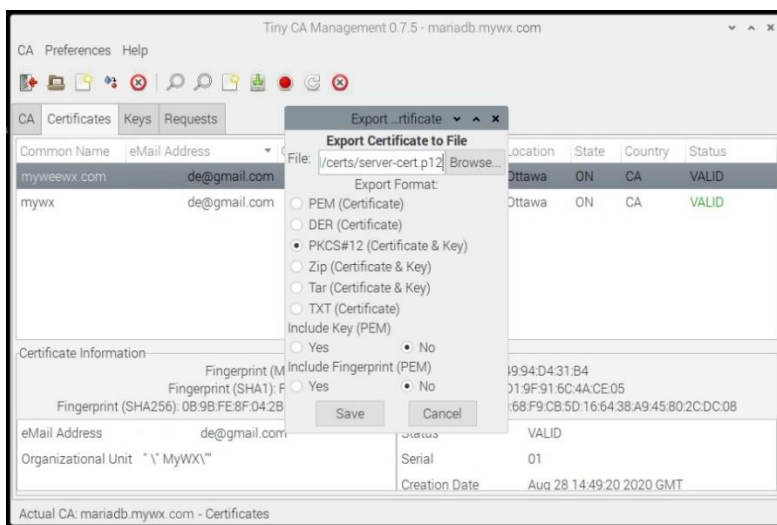 Tiny CA Management 0.7.5 - mariadb.mywx.com
CA Preferences Help
CA Certificates Keys Requests
Common Name eMail Address Location State Country Status
myweewx.com de@gmail.com Ottawa ON CA VALID
mywx de@gmail.com Ottawa ON CA VALID
Export ...rtificate
Export Certificate to File
File: l/certs/server-cert.p12 Browse...
Export Format:
PEM (Certificate)
DER (Certificate)
PKCS#12 (Certificate & Key)
Zip (Certificate & Key)
Tar (Certificate & Key)
TXT (Certificate)
Include Key (PEM)
Yes No
Include Fingerprint (PEM)
Yes No
Save Cancel
Certificate Information
Fingerprint (M 49:94:D4:31:B4
Fingerprint (SHA1): F D1:9F:91:6C:4A:CE:05
Fingerprint (SHA256): 0B:9B:FE:8F:04:2B :68:F9:CB:5D:16:64:38:A9:45:80:2C:DC:08
eMail Address de@gmail.com
Organizational Unit "\" MyWX\""
Status VALID
Serial 01
Creation Date Aug 28 14:49:20 2020 GMT
Actual CA: mariadb.mywx.com - Certificates